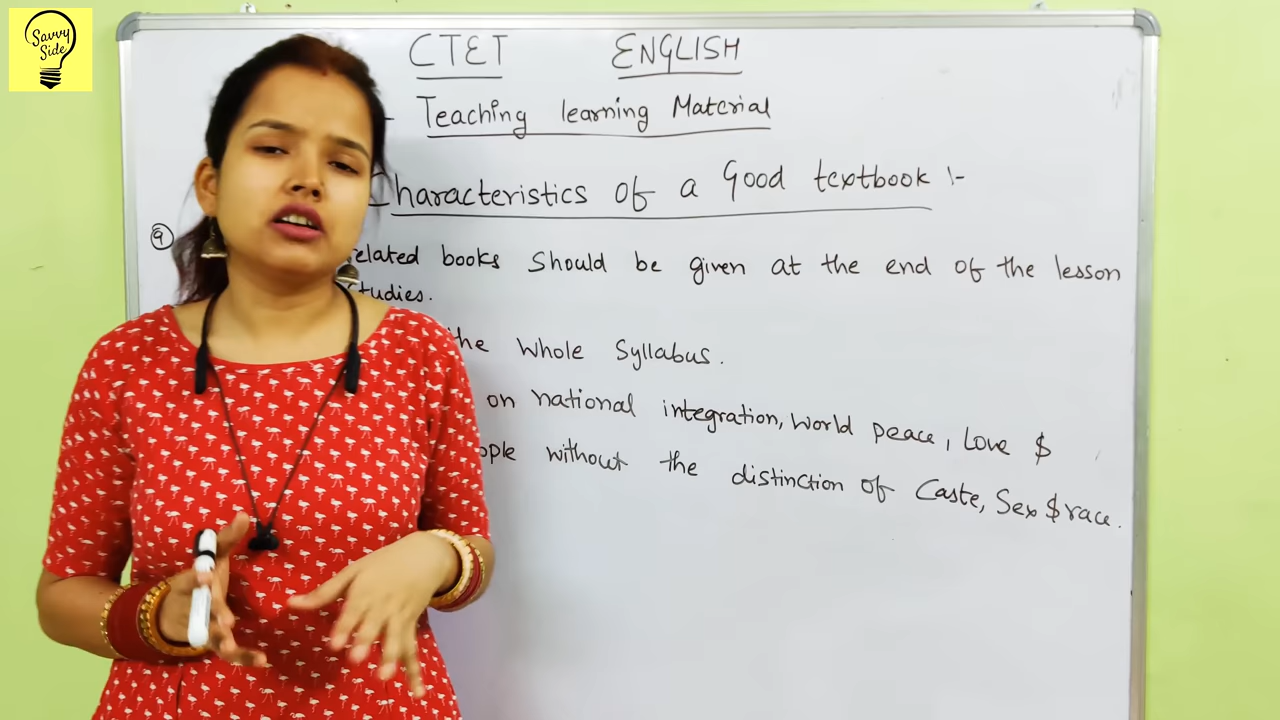 Savvy
Side
CTET ENGLISH
- Teaching learning Material
Characteristics of a Good textbook :-
9 related books should be given at the end of the lesson
studies.
the whole Syllabus.
on national integration, world peace, Love $
without the distinction of Caste, Sex $ race.